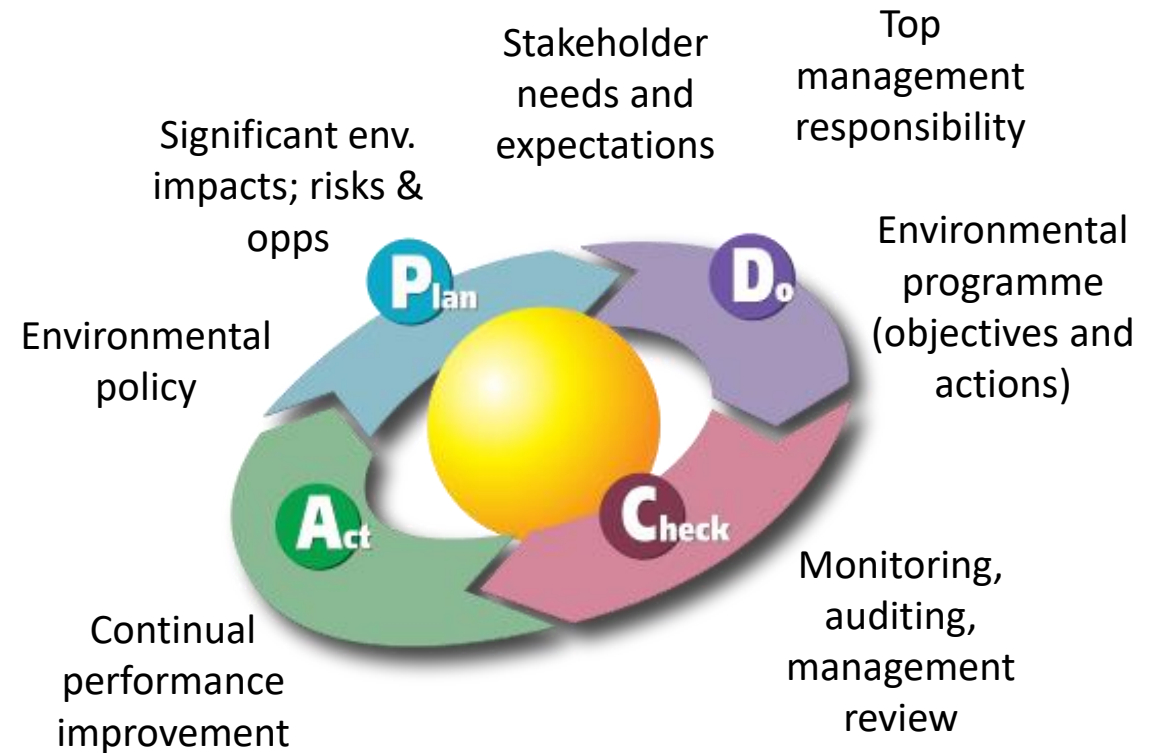 Stakeholder
needs and
expectations
Top
management
responsibility
Significant env.
impacts; risks &
opps
Environmental
programme
(objectives and
actions)
Environmental
policy
Plan
Do
Check
Act
Monitoring,
auditing,
management
review
Continual
performance
improvement